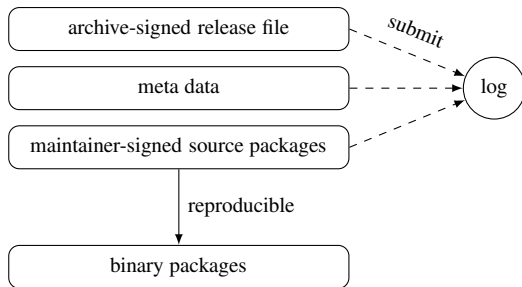 archive-signed release file
submit
meta data
log
maintainer-signed source packages
reproducible
binary packages